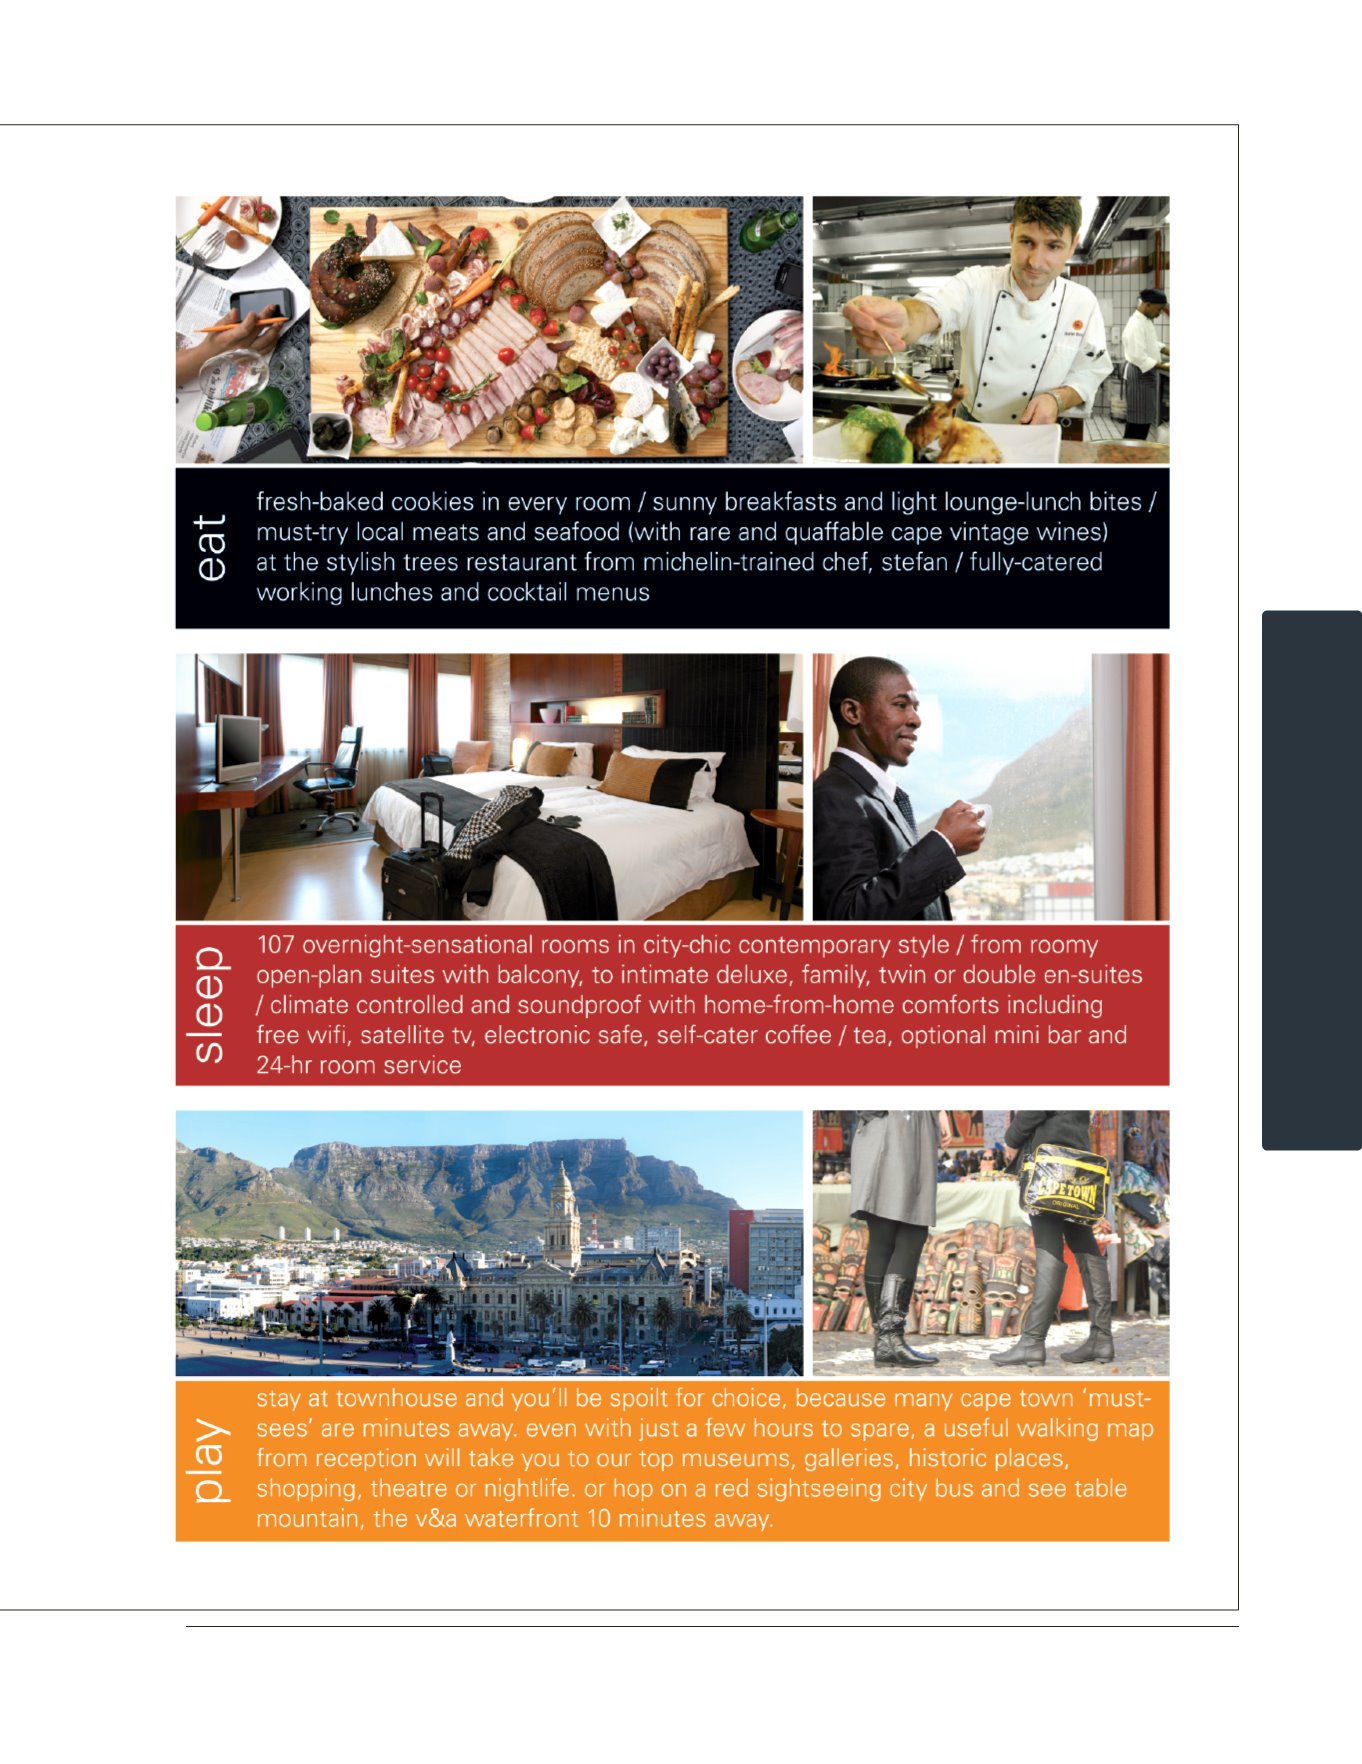 eat
fresh-baked cookies in every room / sunny breakfasts and light lounge-lunch bites /
must-try local meats and seafood (with rare and quaffable cape vintage wines)
at the stylish trees restaurant from michelin-trained chef, stefan / fully-catered
working lunches and cocktail menus
sleep
107 overnight-sensational rooms in city-chic contemporary style / from roomy
open-plan suites with balcony, to intimate deluxe, family, twin or double en-suites
/ climate controlled and soundproof with home-from-home comforts including
free wifi, satellite tv, electronic safe, self-cater coffee / tea, optional mini bar and
24-hr room service
CAPE TOWN
ORIGINAL
play
stay at townhouse and you'll be spoilt for choice, because many cape town ‘must-
sees’ are minutes away. even with just a few hours to spare, a useful walking map
from reception will take you to our top museums, galleries, historic places,
shopping, theatre or nightlife. or hop on a red sightseeing city bus and see table
mountain, the v&a waterfront 10 minutes away.